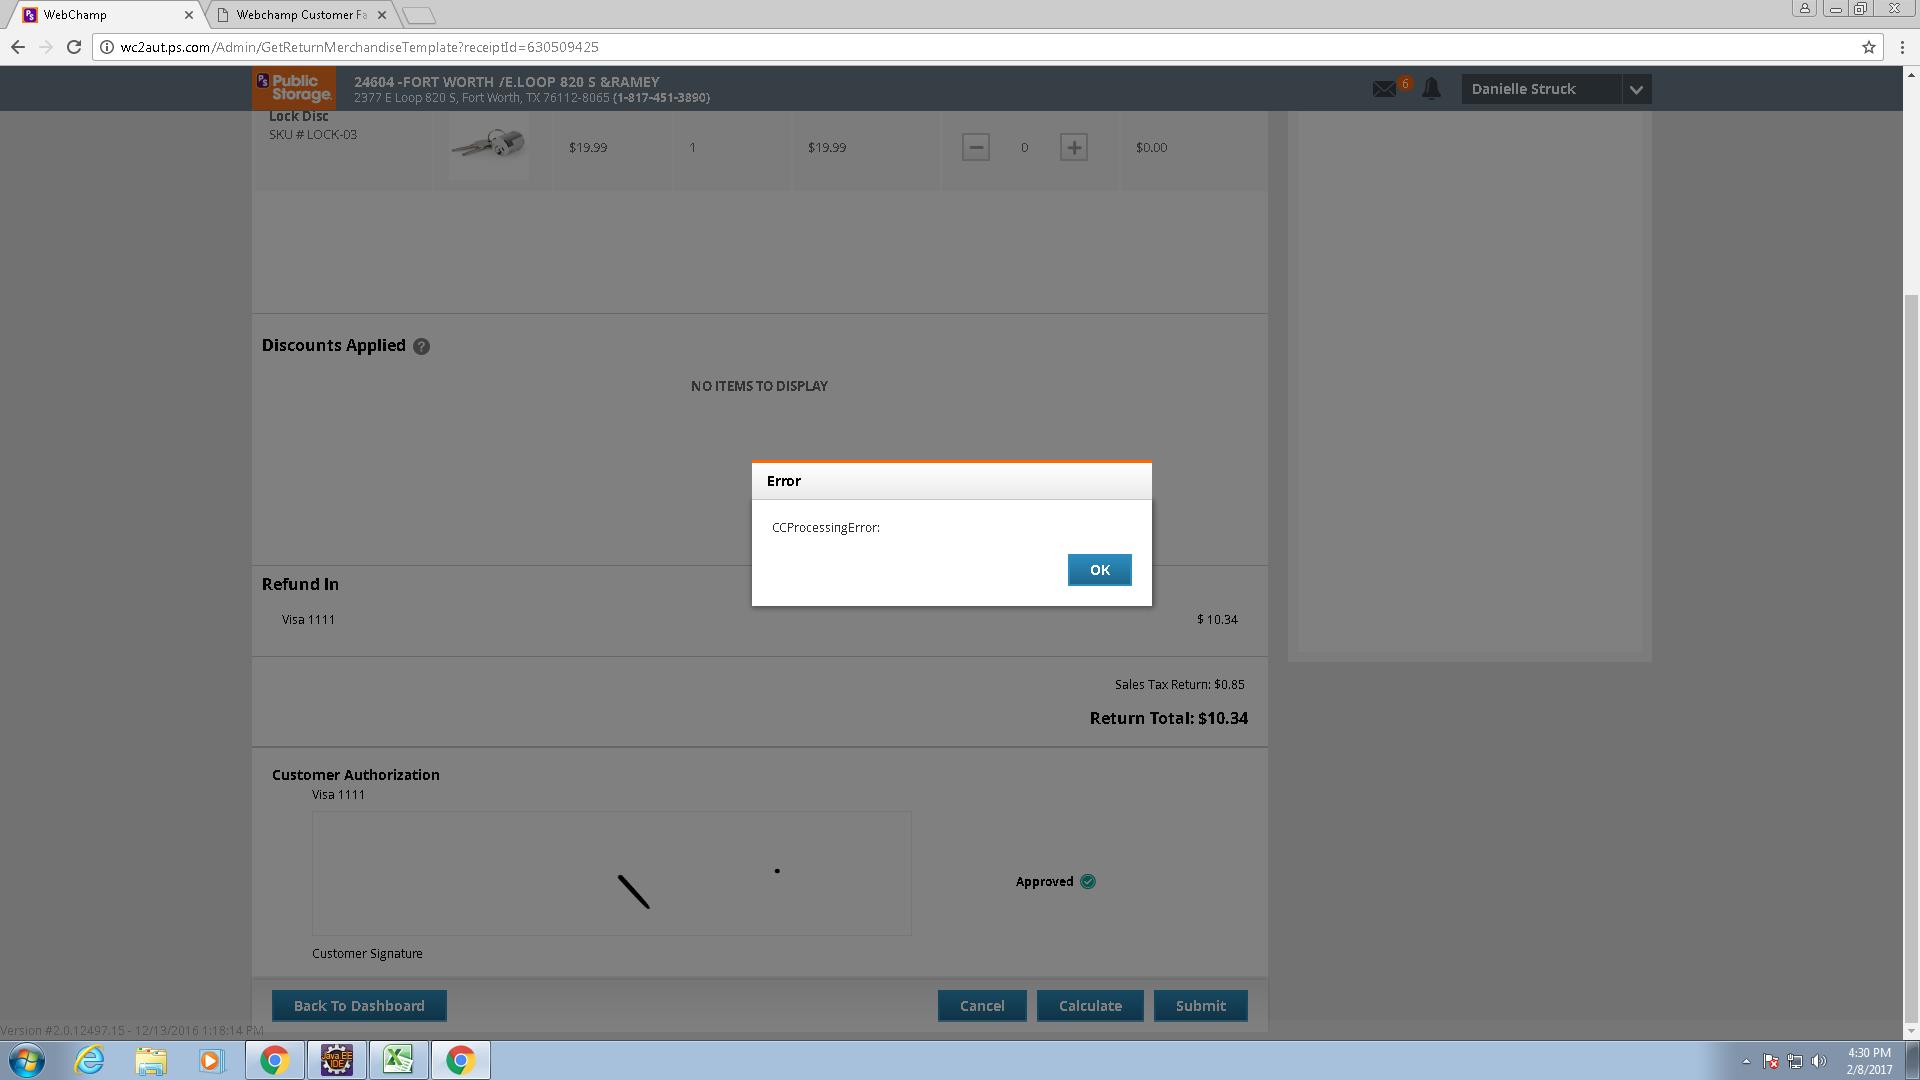 WebChamp
Webchamp Customer Fa
wc2aut.ps.com/Admin/GetReturnMerchandiseTemplate?receiptId=630509425
PS Public Storage.
24604 -FORT WORTH /E.LOOP 820 S &RAMEY
2377 E Loop 820 S, Fort Worth, TX 76112-8065 (1-817-451-3890)
6
Danielle Struck
Lock Disc
SKU # LOCK-03
$19.99
1
$19.99
0
$0.00
Discounts Applied ?
NO ITEMS TO DISPLAY
Error
CCProcessingError:
OK
Refund In
Visa 1111
$ 10.34
Sales Tax Return: $0.85
Return Total: $10.34
Customer Authorization
Visa 1111
Approved
Customer Signature
Back To Dashboard
Cancel
Calculate
Submit
Version #2.0.12497.15 - 12/13/2016 1:18:14 PM
Java EE
IDE
4:30 PM
2/8/2017